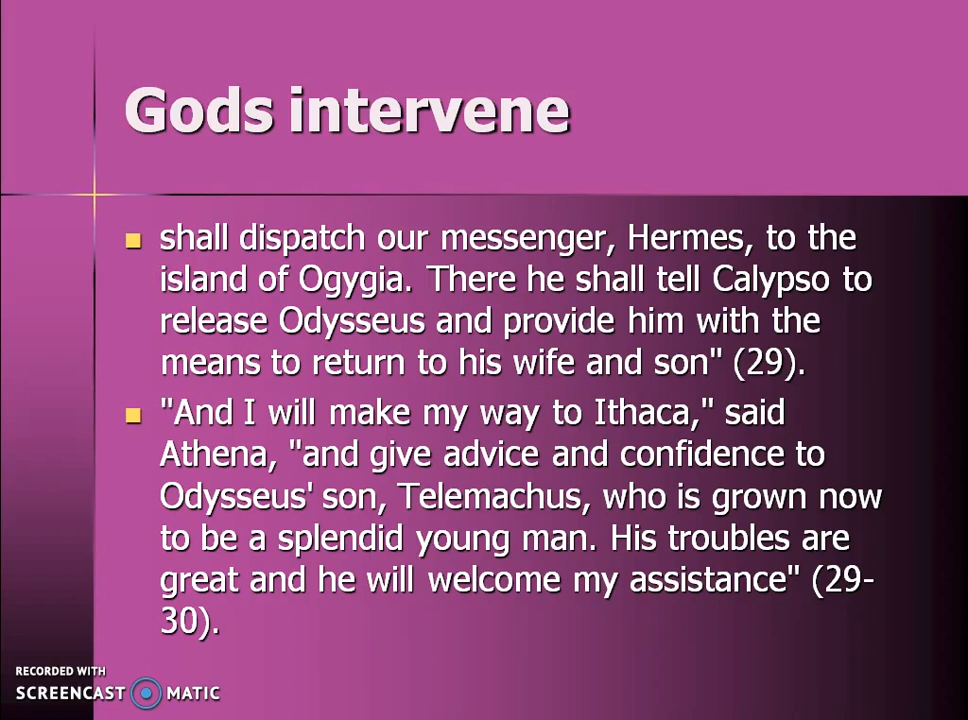 Gods intervene
shall dispatch our messenger, Hermes, to the
island of Ogygia. There he shall tell Calypso to
release Odysseus and provide him with the
means to return to his wife and son" (29).
"And I will make my way to Ithaca," said
Athena, "and give advice and confidence to
Odysseus' son, Telemachus, who is grown now
to be a splendid young man. His troubles are
great and he will welcome my assistance" (29-
30).
RECORDED WITH
SCREENCAST MATIC